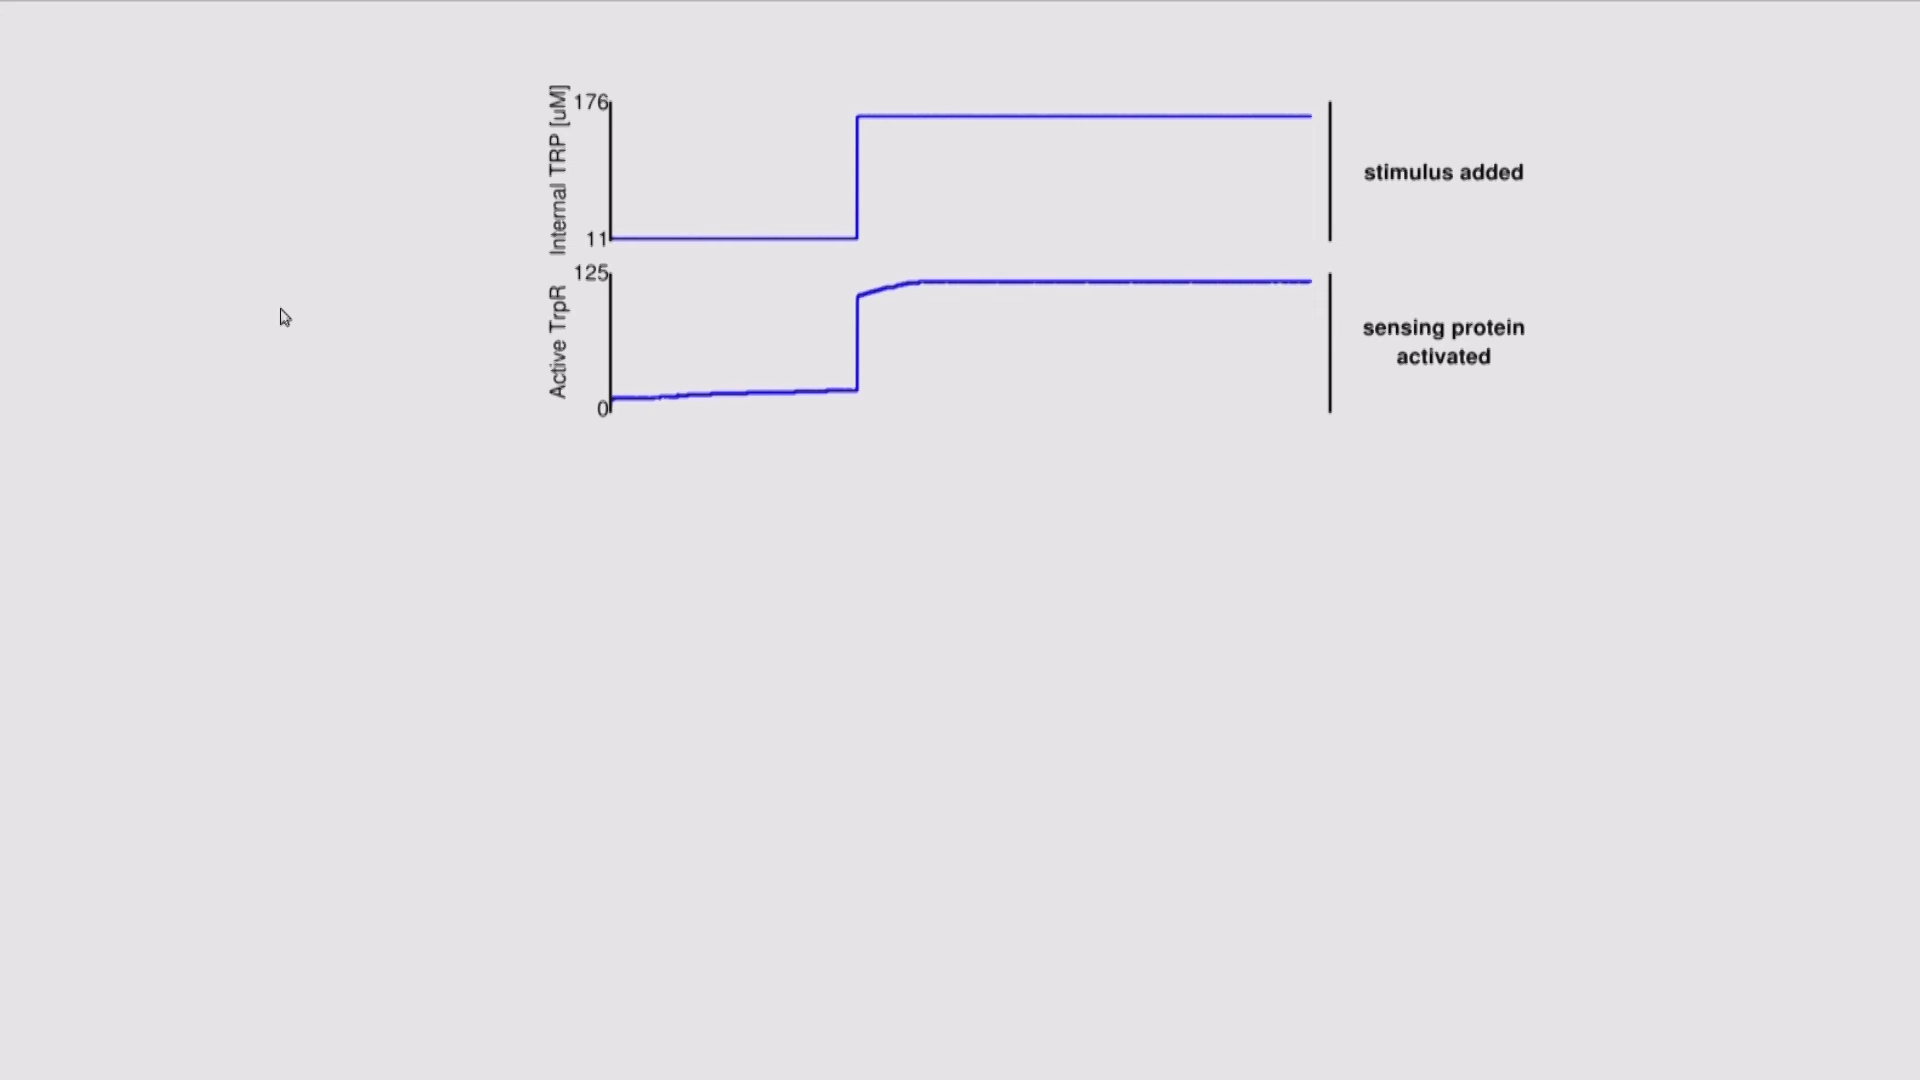 176
Internal TRP [uM]
11
stimulus added
125
Active TrpR
0
sensing protein
activated